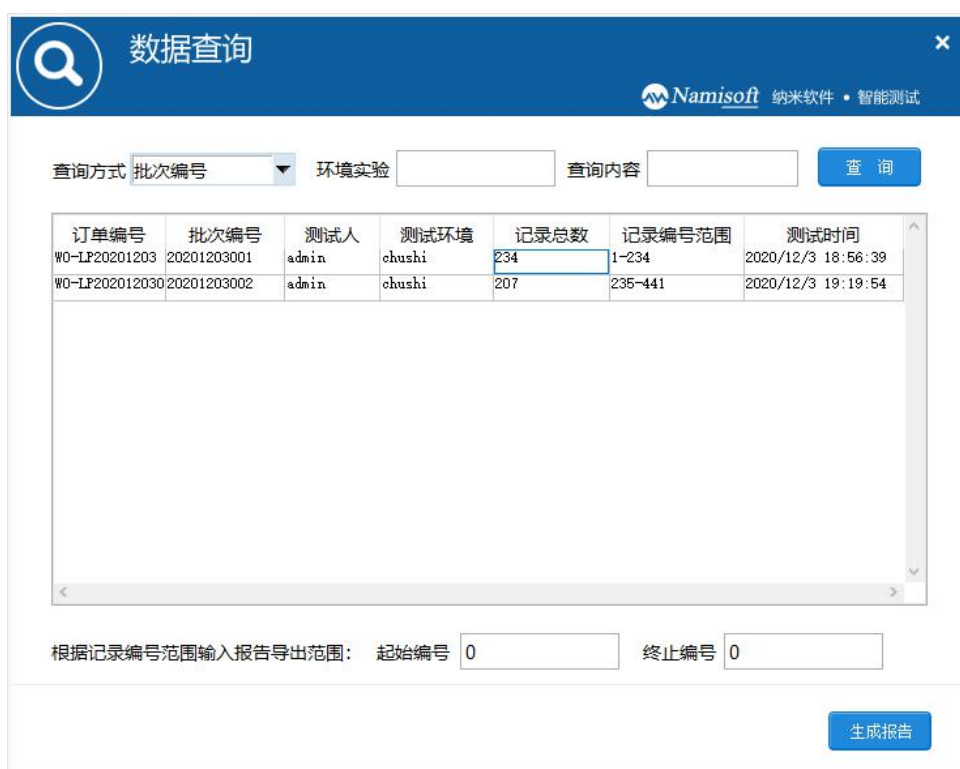 数据查询
×
Namisoft 纳米软件 • 智能测试
查询方式 批次编号 环境实验 查询内容 查 询
订单编号 批次编号 测试人 测试环境 记录总数 记录编号范围 测试时间
WO-LP20201203 20201203001 admin chushi 234 1-234 2020/12/3 18:56:39
WO-LP202012030 20201203002 admin chushi 207 235-441 2020/12/3 19:19:54
根据记录编号范围输入报告导出范围： 起始编号 0 终止编号 0
生成报告